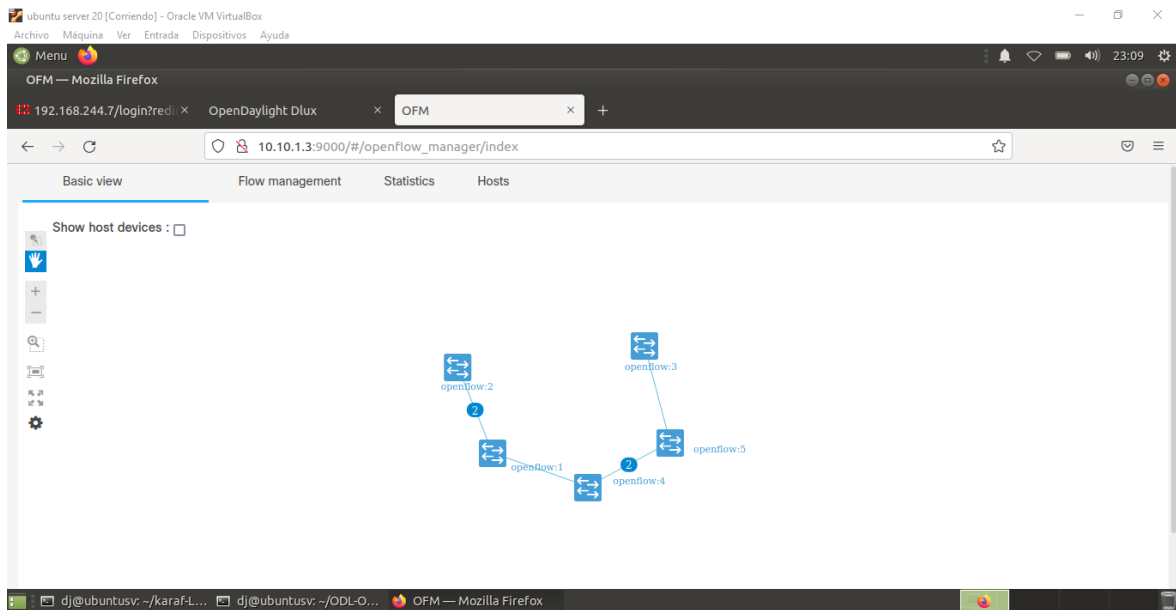 ubuntu server 20 [Corriendo] - Oracle VM VirtualBox
Archivo Máquina Ver Entrada Dispositivos Ayuda
Menu 23:09
OFM — Mozilla Firefox
192.168.244.7/login?redi × OpenDaylight Dlux × OFM × +
10.10.1.3:9000/#/openflow_manager/index
Basic view Flow management Statistics Hosts
Show host devices :
openflow:3
openflow:2
2
openflow:5
2
openflow:1
openflow:4
dj@ubuntusv: ~/karaf-L... dj@ubuntusv: ~/ODL-O... OFM — Mozilla Firefox